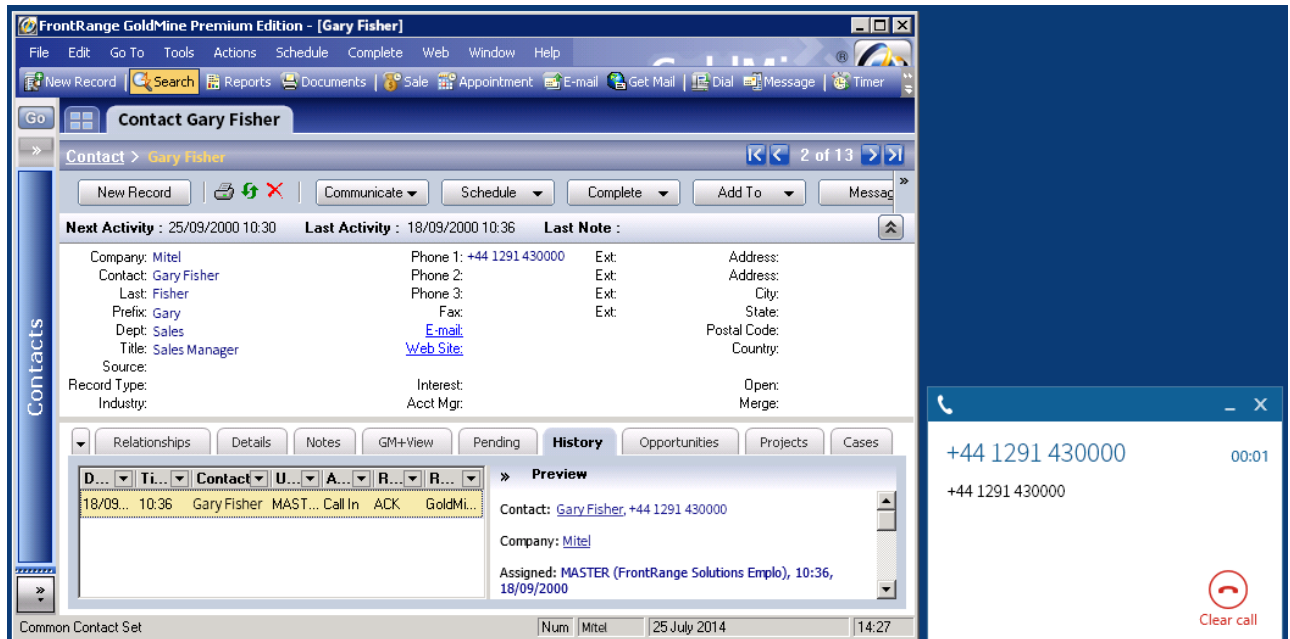 FrontRange GoldMine Premium Edition - [Gary Fisher]
File Edit Go To Tools Actions Schedule Complete Web Window Help
New Record Search Reports Documents Sale Appointment E-mail Get Mail Dial Message Timer
Go Contact Gary Fisher
» Contact > Gary Fisher 2 of 13
New Record Communicate Schedule Complete Add To Messag »
Next Activity : 25/09/2000 10:30 Last Activity : 18/09/2000 10:36 Last Note :
Company: Mitel Phone 1: +44 1291 430000 Ext: Address:
Contact: Gary Fisher Phone 2: Ext: Address:
Last: Fisher Phone 3: Ext: City:
Prefix: Gary Fax: Ext: State:
Dept: Sales E-mail: Postal Code:
Title: Sales Manager Web Site: Country:
Source:
Record Type: Interest: Open:
Industry: Acct Mgr: Merge:
Contacts
Relationships Details Notes GM+View Pending History Opportunities Projects Cases
D... Ti... Contact U... A... R... R...
18/09... 10:36 Gary Fisher MAST... Call In ACK GoldMi...
» Preview
Contact: Gary Fisher, +44 1291 430000
Company: Mitel
Assigned: MASTER (FrontRange Solutions Emplo), 10:36,
18/09/2000
»
Common Contact Set Num Mitel 25 July 2014 14:27
+44 1291 430000 00:01
+44 1291 430000
Clear call